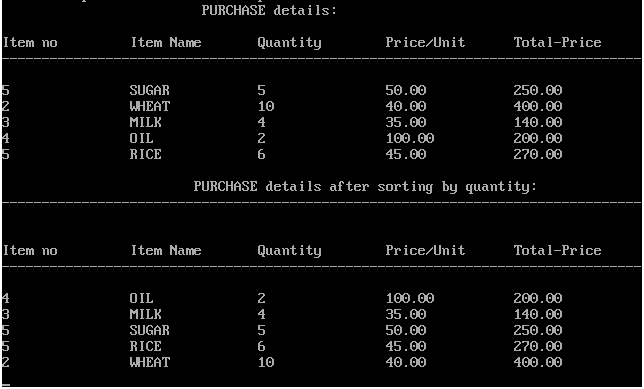 PURCHASE details:
Item no Item Name Quantity Price/Unit Total-Price
5 SUGAR 5 50.00 250.00
2 WHEAT 10 40.00 400.00
3 MILK 4 35.00 140.00
4 OIL 2 100.00 200.00
5 RICE 6 45.00 270.00
PURCHASE details after sorting by quantity:
Item no Item Name Quantity Price/Unit Total-Price
4 OIL 2 100.00 200.00
3 MILK 4 35.00 140.00
5 SUGAR 5 50.00 250.00
5 RICE 6 45.00 270.00
2 WHEAT 10 40.00 400.00